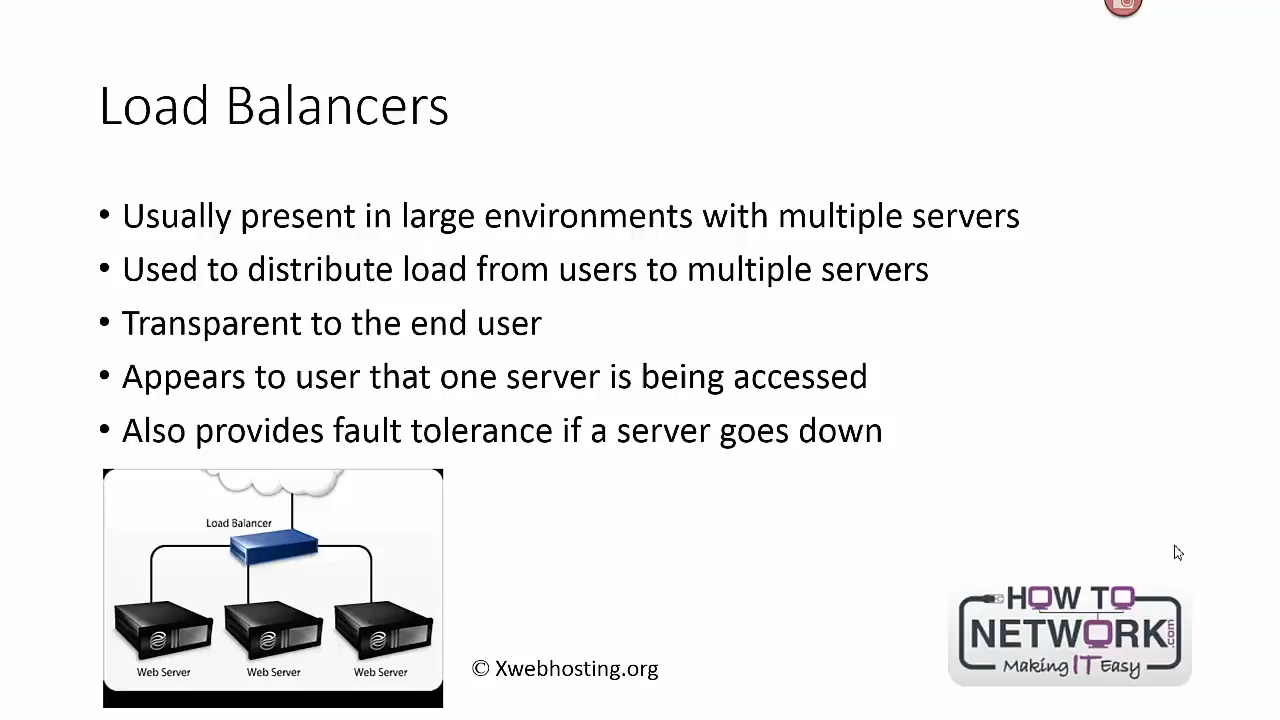 Load Balancers
• Usually present in large environments with multiple servers
• Used to distribute load from users to multiple servers
• Transparent to the end user
• Appears to user that one server is being accessed
• Also provides fault tolerance if a server goes down
Load Balancer
Web Server
Web Server
Web Server
© Xwebhosting.org
HOW TO
NETWORK.com
Making IT Easy